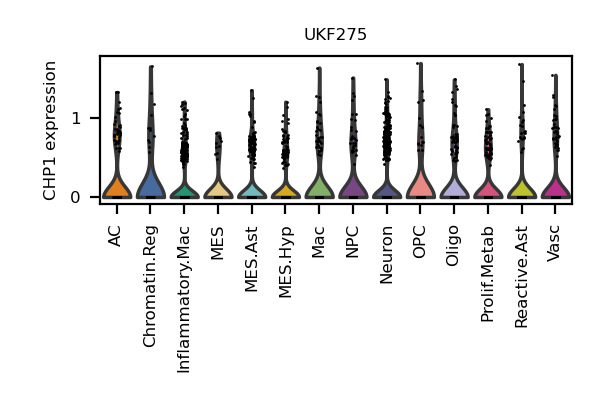 UKF275
CHP1 expression
1
0
AC
Chromatin.Reg
Inflammatory.Mac
MES
MES.Ast
MES.Hyp
Mac
NPC
Neuron
OPC
Oligo
Prolif.Metab
Reactive.Ast
Vasc